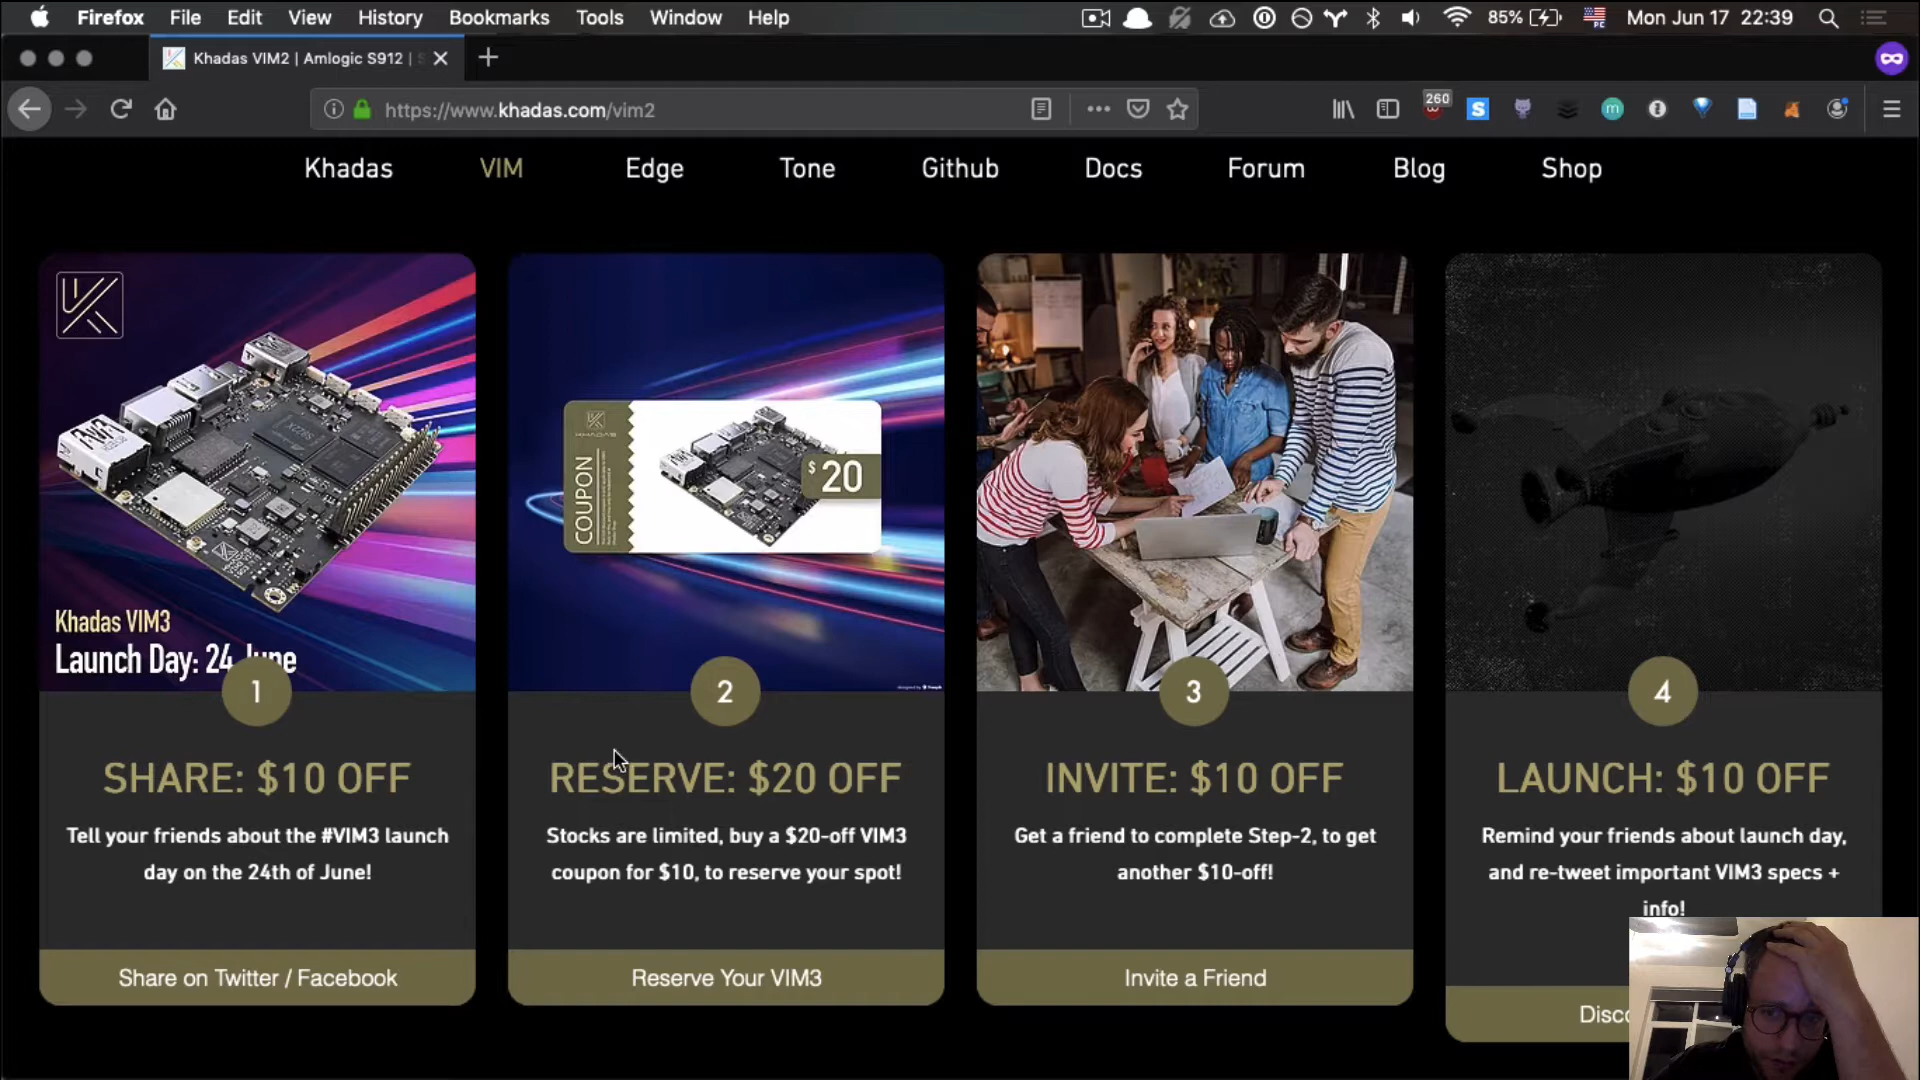 Firefox File Edit View History Bookmarks Tools Window Help 85% Mon Jun 17 22:39
Khadas VIM2 | Amlogic S912 |
https://www.khadas.com/vim2 260 S m
Khadas VIM Edge Tone Github Docs Forum Blog Shop
S922X
Khadas VIM3
Launch Day: 24 June
1
SHARE: $10 OFF
Tell your friends about the #VIM3 launch
day on the 24th of June!
Share on Twitter / Facebook
KHADAS
COUPON
$20
2
RESERVE: $20 OFF
Stocks are limited, buy a $20-off VIM3
coupon for $10, to reserve your spot!
Reserve Your VIM3
3
INVITE: $10 OFF
Get a friend to complete Step-2, to get
another $10-off!
Invite a Friend
4
LAUNCH: $10 OFF
Remind your friends about launch day,
and re-tweet important VIM3 specs +
info!
Disc